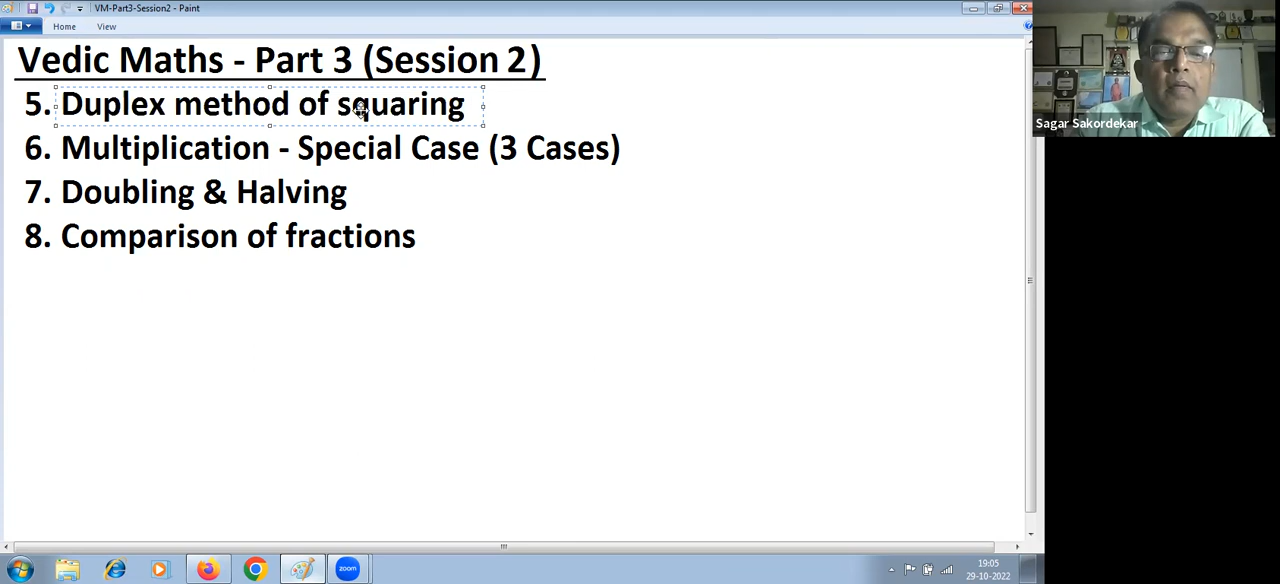 VM-Part3-Session2 - Paint
Home View
Vedic Maths - Part 3 (Session 2)
5. Duplex method of squaring
6. Multiplication - Special Case (3 Cases)
7. Doubling & Halving
8. Comparison of fractions
Sagar Sakordekar
zoom
19:05
29-10-2022